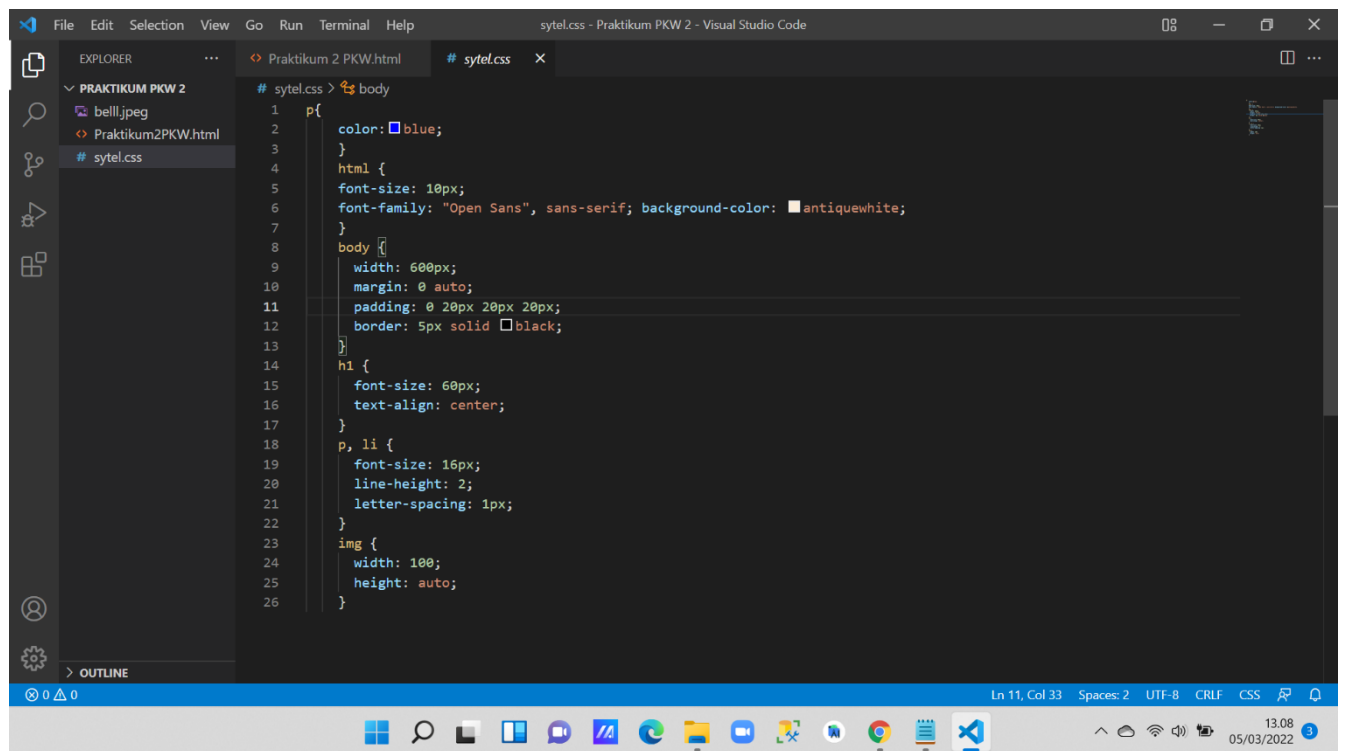 File Edit Selection View Go Run Terminal Help sytel.css - Praktikum PKW 2 - Visual Studio Code
EXPLORER ...
PRAKTIKUM PKW 2
belll.jpeg
<> Praktikum2PKW.html
# sytel.css
OUTLINE
<> Praktikum 2 PKW.html # sytel.css
# sytel.css > body
1 p{
2 color: blue;
3 }
4 html {
5 font-size: 10px;
6 font-family: "Open Sans", sans-serif; background-color: antiquewhite;
7 }
8 body {
9 width: 600px;
10 margin: 0 auto;
11 padding: 0 20px 20px 20px;
12 border: 5px solid black;
13 }
14 h1 {
15 font-size: 60px;
16 text-align: center;
17 }
18 p, li {
19 font-size: 16px;
20 line-height: 2;
21 letter-spacing: 1px;
22 }
23 img {
24 width: 100;
25 height: auto;
26 }
0 0 Ln 11, Col 33 Spaces: 2 UTF-8 CRLF CSS
13.08
05/03/2022 3